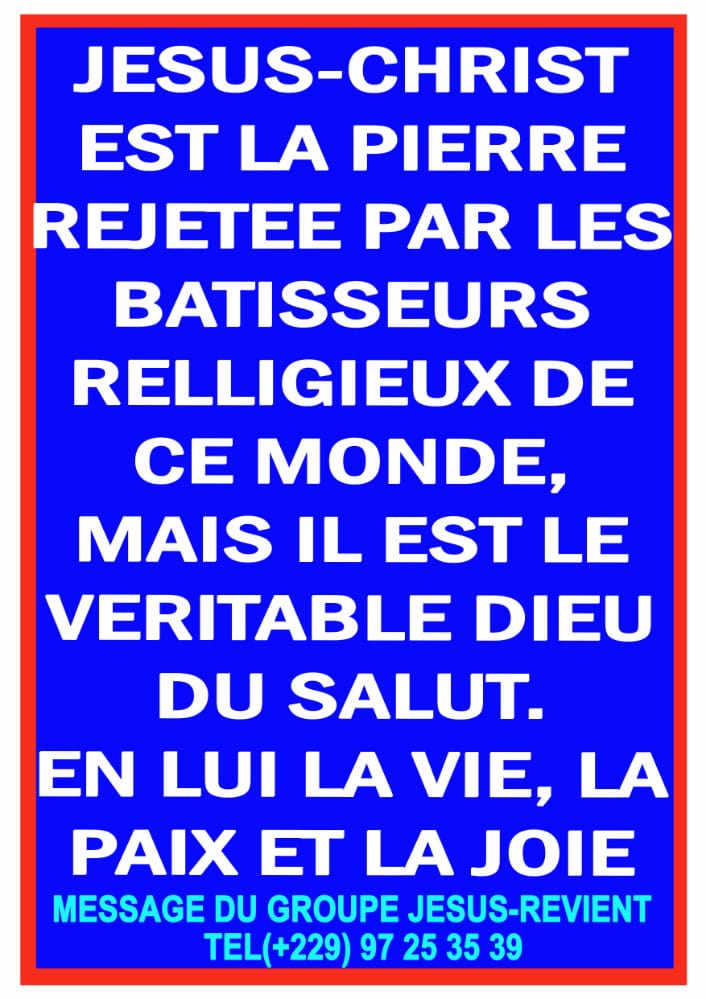 JESUS-CHRIST
EST LA PIERRE
REJETEE PAR LES
BATISSEURS
RELLIGIEUX DE
CE MONDE,
MAIS IL EST LE
VERITABLE DIEU
DU SALUT.
EN LUI LA VIE, LA
PAIX ET LA JOIE
MESSAGE DU GROUPE JESUS-REVIENT
TEL(+229) 97 25 35 39